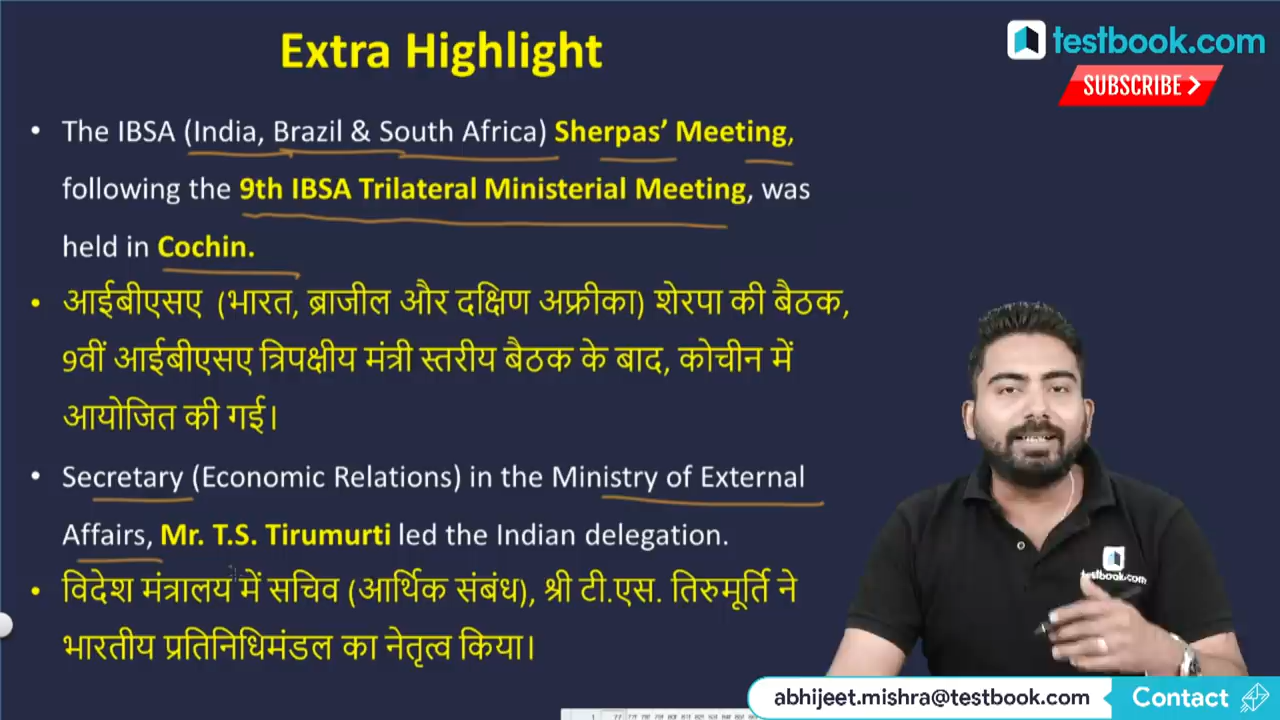 Extra Highlight
testbook.com
SUBSCRIBE
• The IBSA (India, Brazil & South Africa) Sherpas’ Meeting,
following the 9th IBSA Trilateral Ministerial Meeting, was
held in Cochin.
• आईबीएसए (भारत, ब्राजील और दक्षिण अफ्रीका) शेरपा की बैठक,
9वीं आईबीएसए त्रिपक्षीय मंत्री स्तरीय बैठक के बाद, कोचीन में
आयोजित की गई।
• Secretary (Economic Relations) in the Ministry of External
Affairs, Mr. T.S. Tirumurti led the Indian delegation.
• विदेश मंत्रालय में सचिव (आर्थिक संबंध), श्री टी.एस. तिरुमूर्ति ने
भारतीय प्रतिनिधिमंडल का नेतृत्व किया।
testbook.com
abhijeet.mishra@testbook.com
Contact